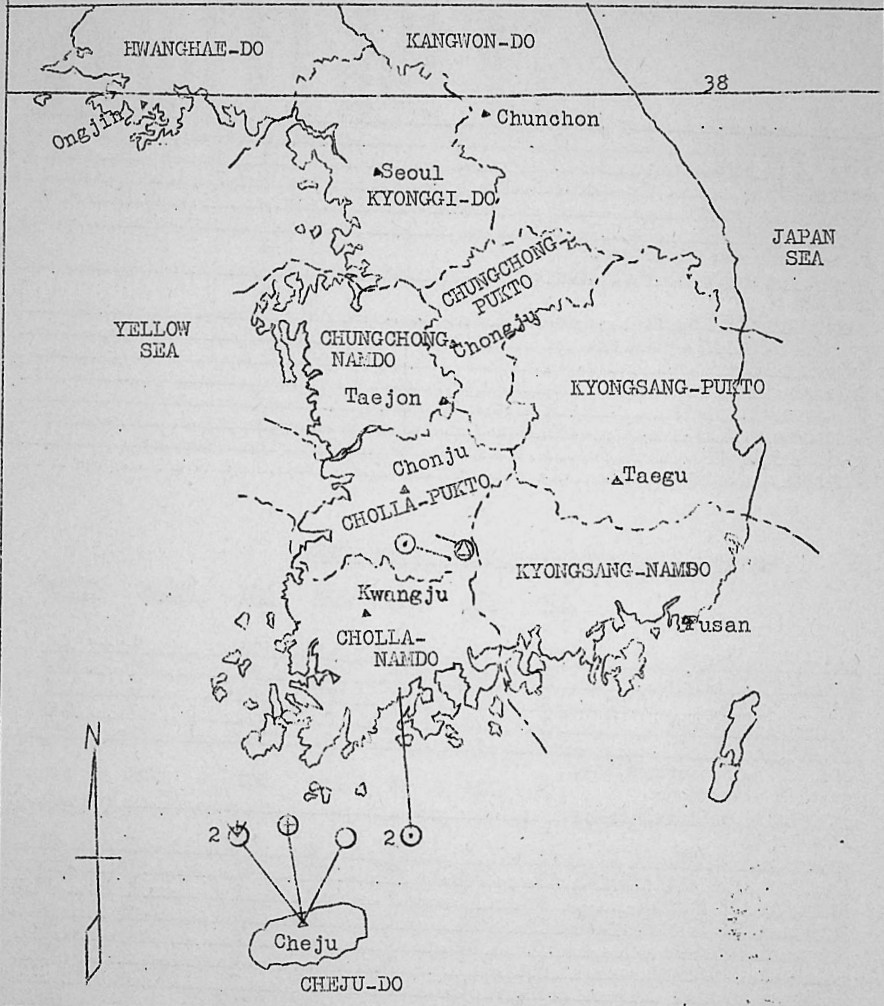 HWANGHAE-DO
KANGWON-DO
38
Ongjin
Chunchon
Seoul
KYONGGI-DO
JAPAN
SEA
CHUNGCHONG
PUKTO
YELLOW
SEA
CHUNGCHONG
NAMDO
Chongju
KYONGSANG-PUKTO
Taejon
Chonju
Taegu
CHOLLA-PUKTO
KYONGSANG-NAMDO
Kwangju
Fusan
CHOLLA-
NAMDO
N
2
2
Cheju
CHEJU-DO